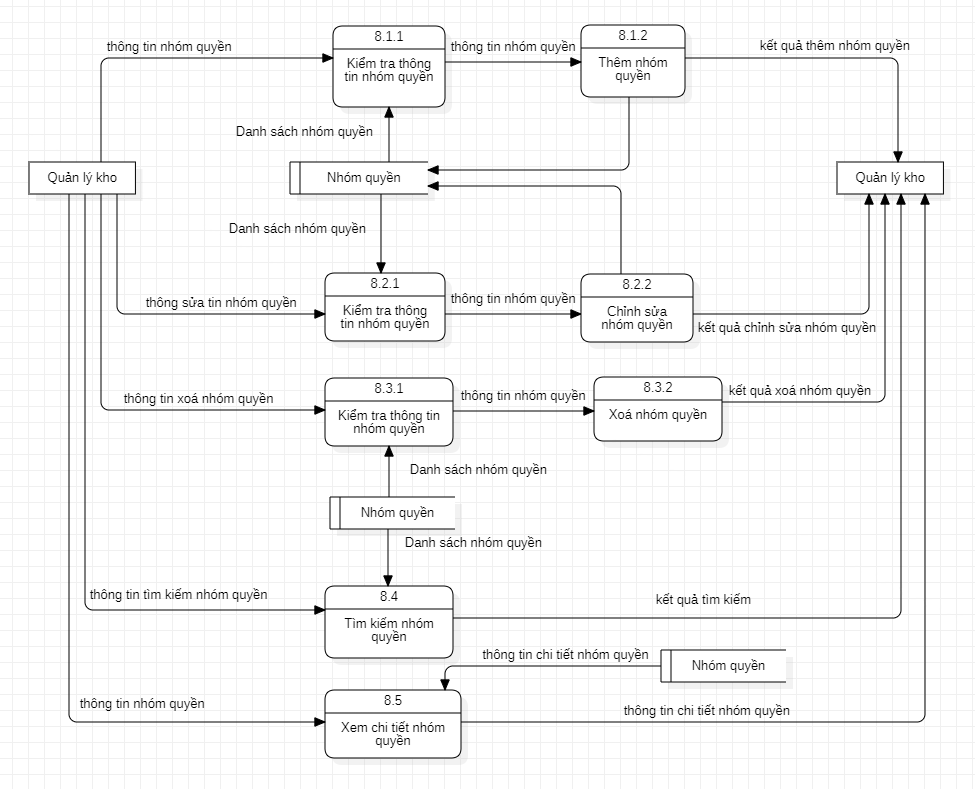 8.1.1
8.1.2
kết quả thêm nhóm quyền
thông tin nhóm quyền
thông tin nhóm quyền
Kiểm tra thông
tin nhóm quyền
Thêm nhóm
quyền
Danh sách nhóm quyền
Quản lý kho
Nhóm quyền
Quản lý kho
Danh sách nhóm quyền
8.2.1
8.2.2
thông sửa tin nhóm quyền
thông tin nhóm quyền
Kiểm tra thông
tin nhóm quyền
Chỉnh sửa
nhóm quyền
kết quả chỉnh sửa nhóm quyền
8.3.1
8.3.2
thông tin xoá nhóm quyền
thông tin nhóm quyền
kết quả xoá nhóm quyền
Kiểm tra thông tin
nhóm quyền
Xoá nhóm quyền
Danh sách nhóm quyền
Nhóm quyền
Danh sách nhóm quyền
thông tin tìm kiếm nhóm quyền
8.4
kết quả tìm kiếm
Tìm kiếm nhóm
quyền
thông tin chi tiết nhóm quyền
Nhóm quyền
thông tin nhóm quyền
8.5
thông tin chi tiết nhóm quyền
Xem chi tiết nhóm
quyền